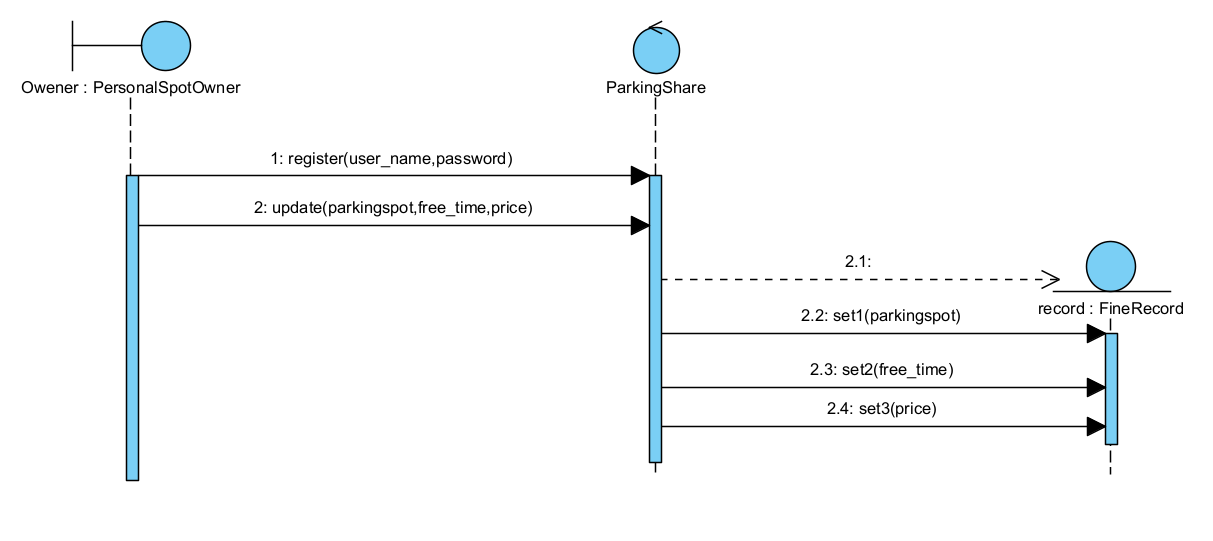 Owener : PersonalSpotOwner
ParkingShare
1: register(user_name,password)
2: update(parkingspot,free_time,price)
2.1:
record : FineRecord
2.2: set1(parkingspot)
2.3: set2(free_time)
2.4: set3(price)